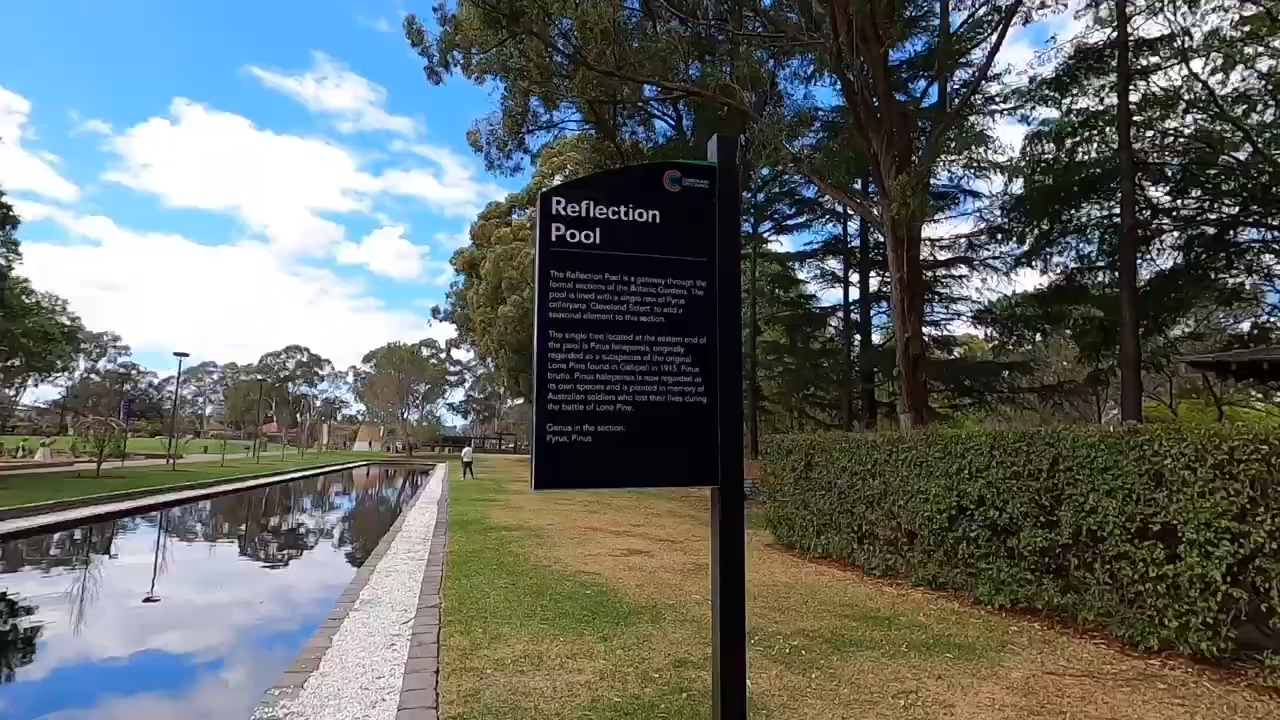 CUMBERLAND
CITY COUNCIL
Reflection
Pool
The Reflection Pool is a gateway through the
formal sections of the Botanic Gardens. The
pool is lined with a single row of Pyrus
calleryana 'Cleveland Select' to add a
seasonal element to this section.
The single tree located at the eastern end of
the pool is Pinus halepensis, originally
regarded as a subspecies of the original
Lone Pine found in Gallipoli in 1915, Pinus
brutia. Pinus halepensis is now regarded as
its own species and is planted in memory of
Australian soldiers who lost their lives during
the battle of Lone Pine.
Genus in the section:
Pyrus, Pinus